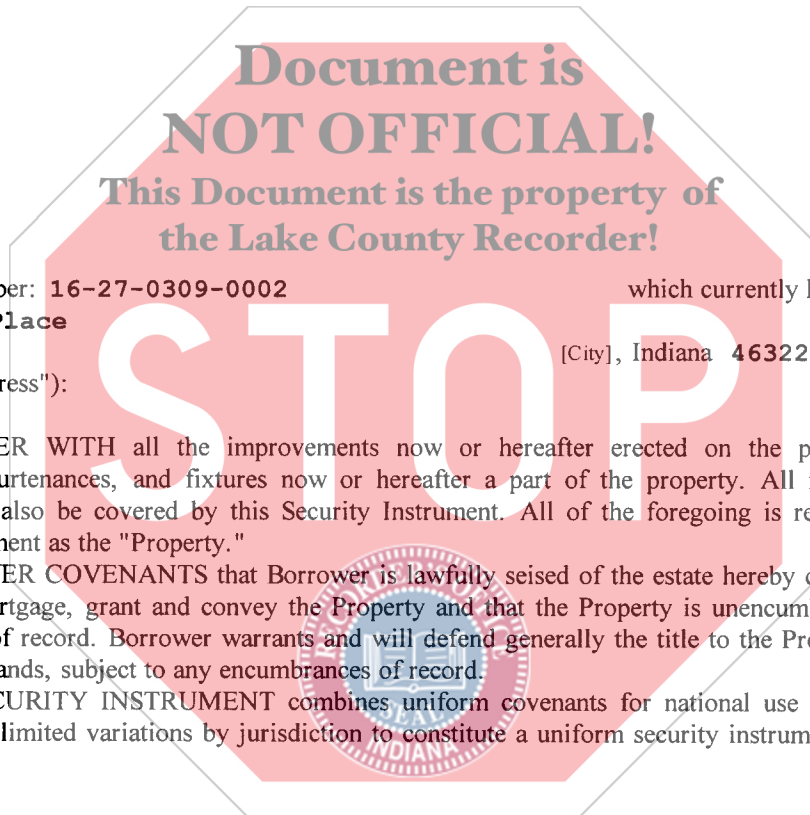 Document is
NOT OFFICIAL!
This Document is the property of
the Lake County Recorder!
ber: 16-27-0309-0002 which currently
Place
[City], Indiana 46322
ress"):
STOP
ER WITH all the improvements now or hereafter erected on the p
urtenances, and fixtures now or hereafter a part of the property. All
also be covered by this Security Instrument. All of the foregoing is re
ment as the "Property."
ER COVENANTS that Borrower is lawfully seised of the estate hereby
rtgage, grant and convey the Property and that the Property is unencum
of record. Borrower warrants and will defend generally the title to the Pro
ands, subject to any encumbrances of record.
CURITY INSTRUMENT combines uniform covenants for national use
limited variations by jurisdiction to constitute a uniform security instrum
RECORDER'S OFFICE
SEAL
INDIANA